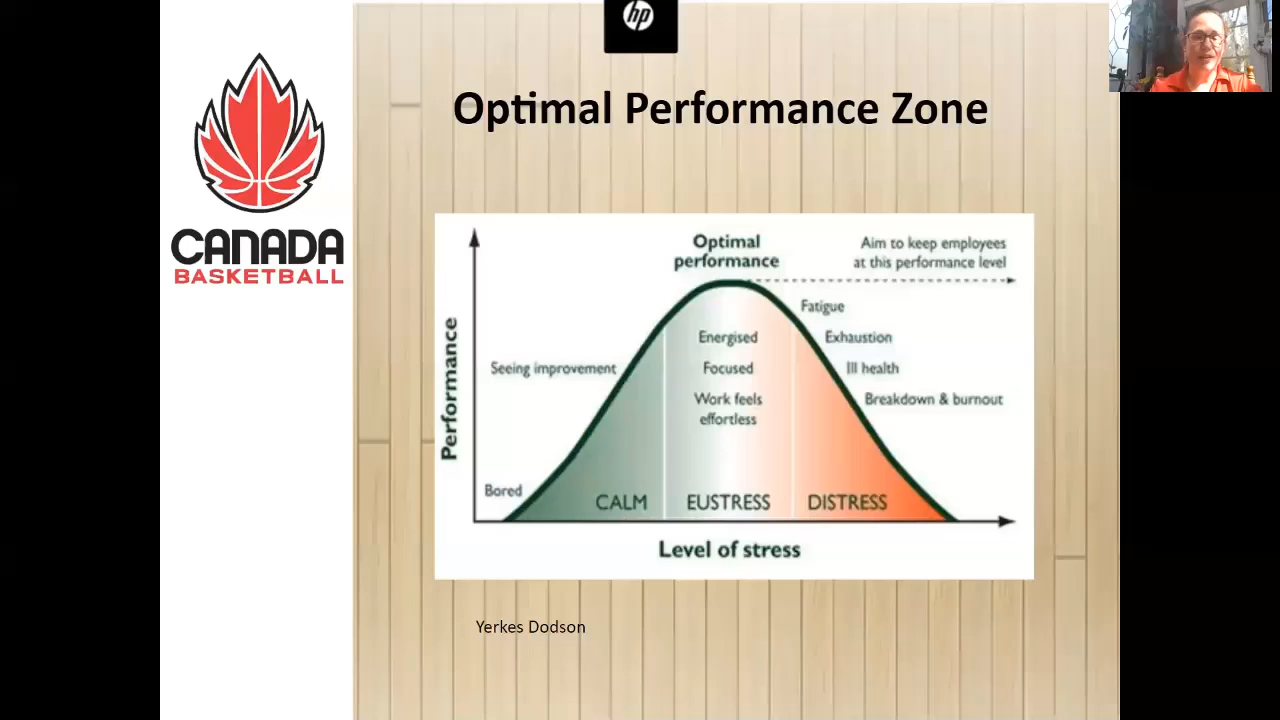 hp
Optimal Performance Zone
CANADA
BASKETBALL
Optimal
performance
Aim to keep employees
at this performance level
Fatigue
Energised
Exhaustion
Seeing improvement
Focused
Ill health
Work feels
effortless
Breakdown & burnout
Performance
Bored
CALM
EUSTRESS
DISTRESS
Level of stress
Yerkes Dodson